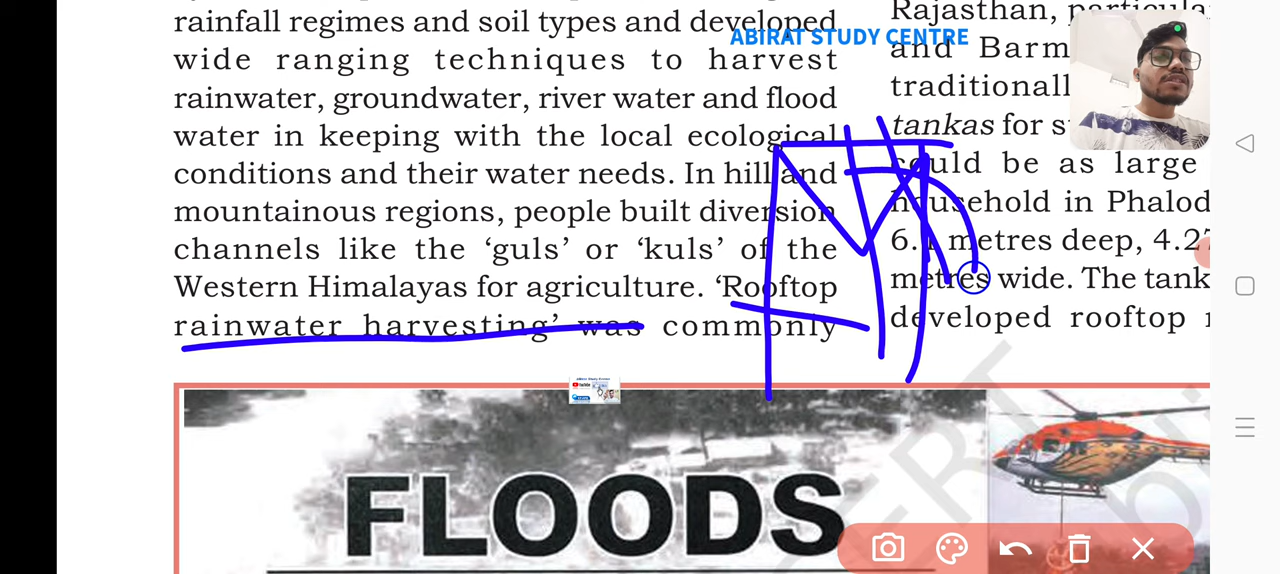 rainfall regimes and soil types and developed
wide ranging techniques to harvest
rainwater, groundwater, river water and flood
water in keeping with the local ecological
conditions and their water needs. In hill and
mountainous regions, people built diversion
channels like the ‘guls’ or ‘kuls’ of the
Western Himalayas for agriculture. ‘Rooftop
rainwater harvesting’ was commonly
ABIRAT STUDY CENTRE
Rajasthan,
and
traditionall
tankas for
could be as large
household in Phalod
metres deep, 4.27
metres wide. The tank
developed rooftop
FLOODS